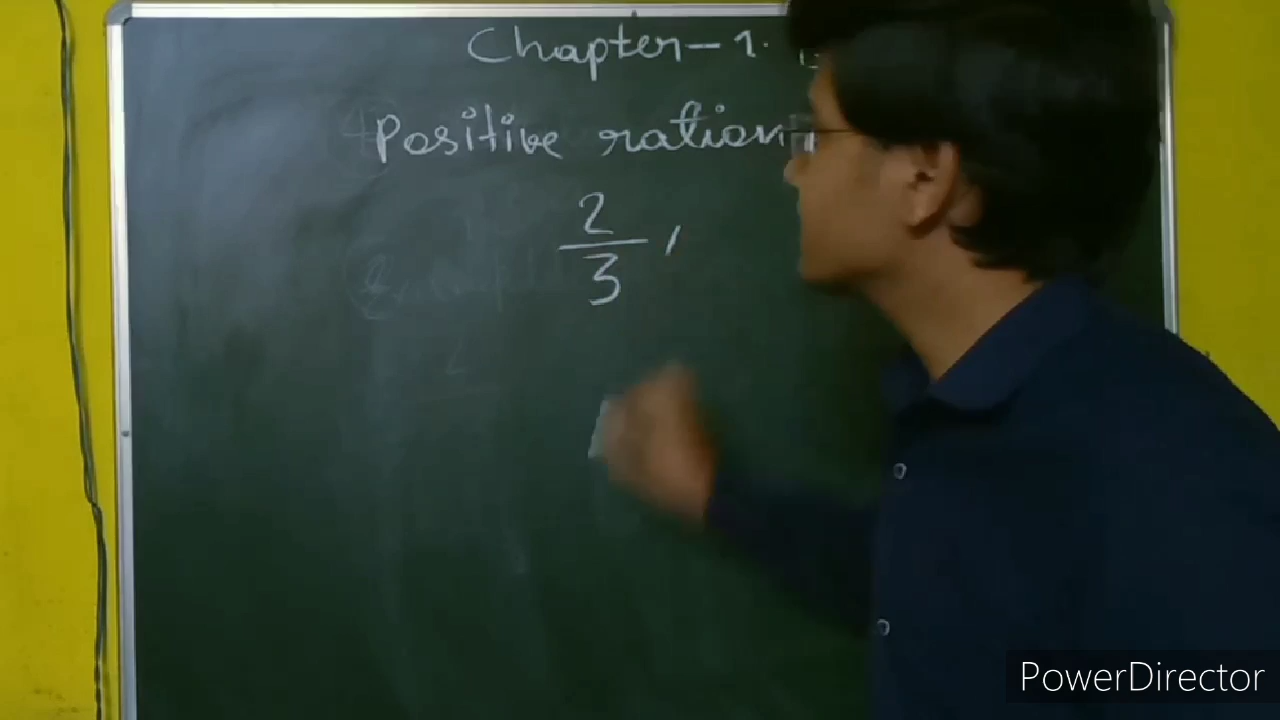 Chapter-1.
Positive ration
2
3 ,
PowerDirector